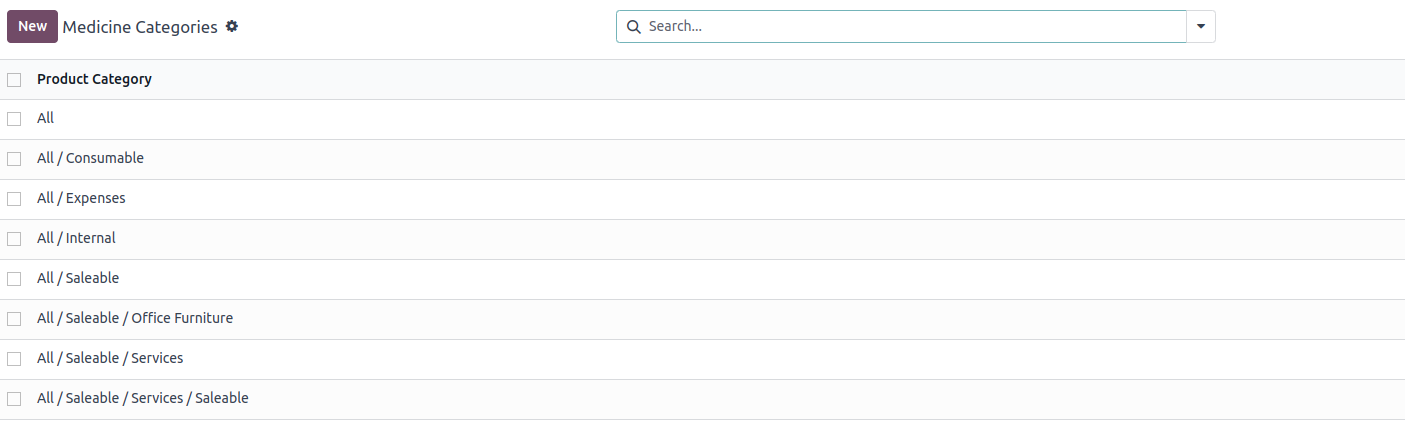 New Medicine Categories Search...
Product Category
All
All / Consumable
All / Expenses
All / Internal
All / Saleable
All / Saleable / Office Furniture
All / Saleable / Services
All / Saleable / Services / Saleable